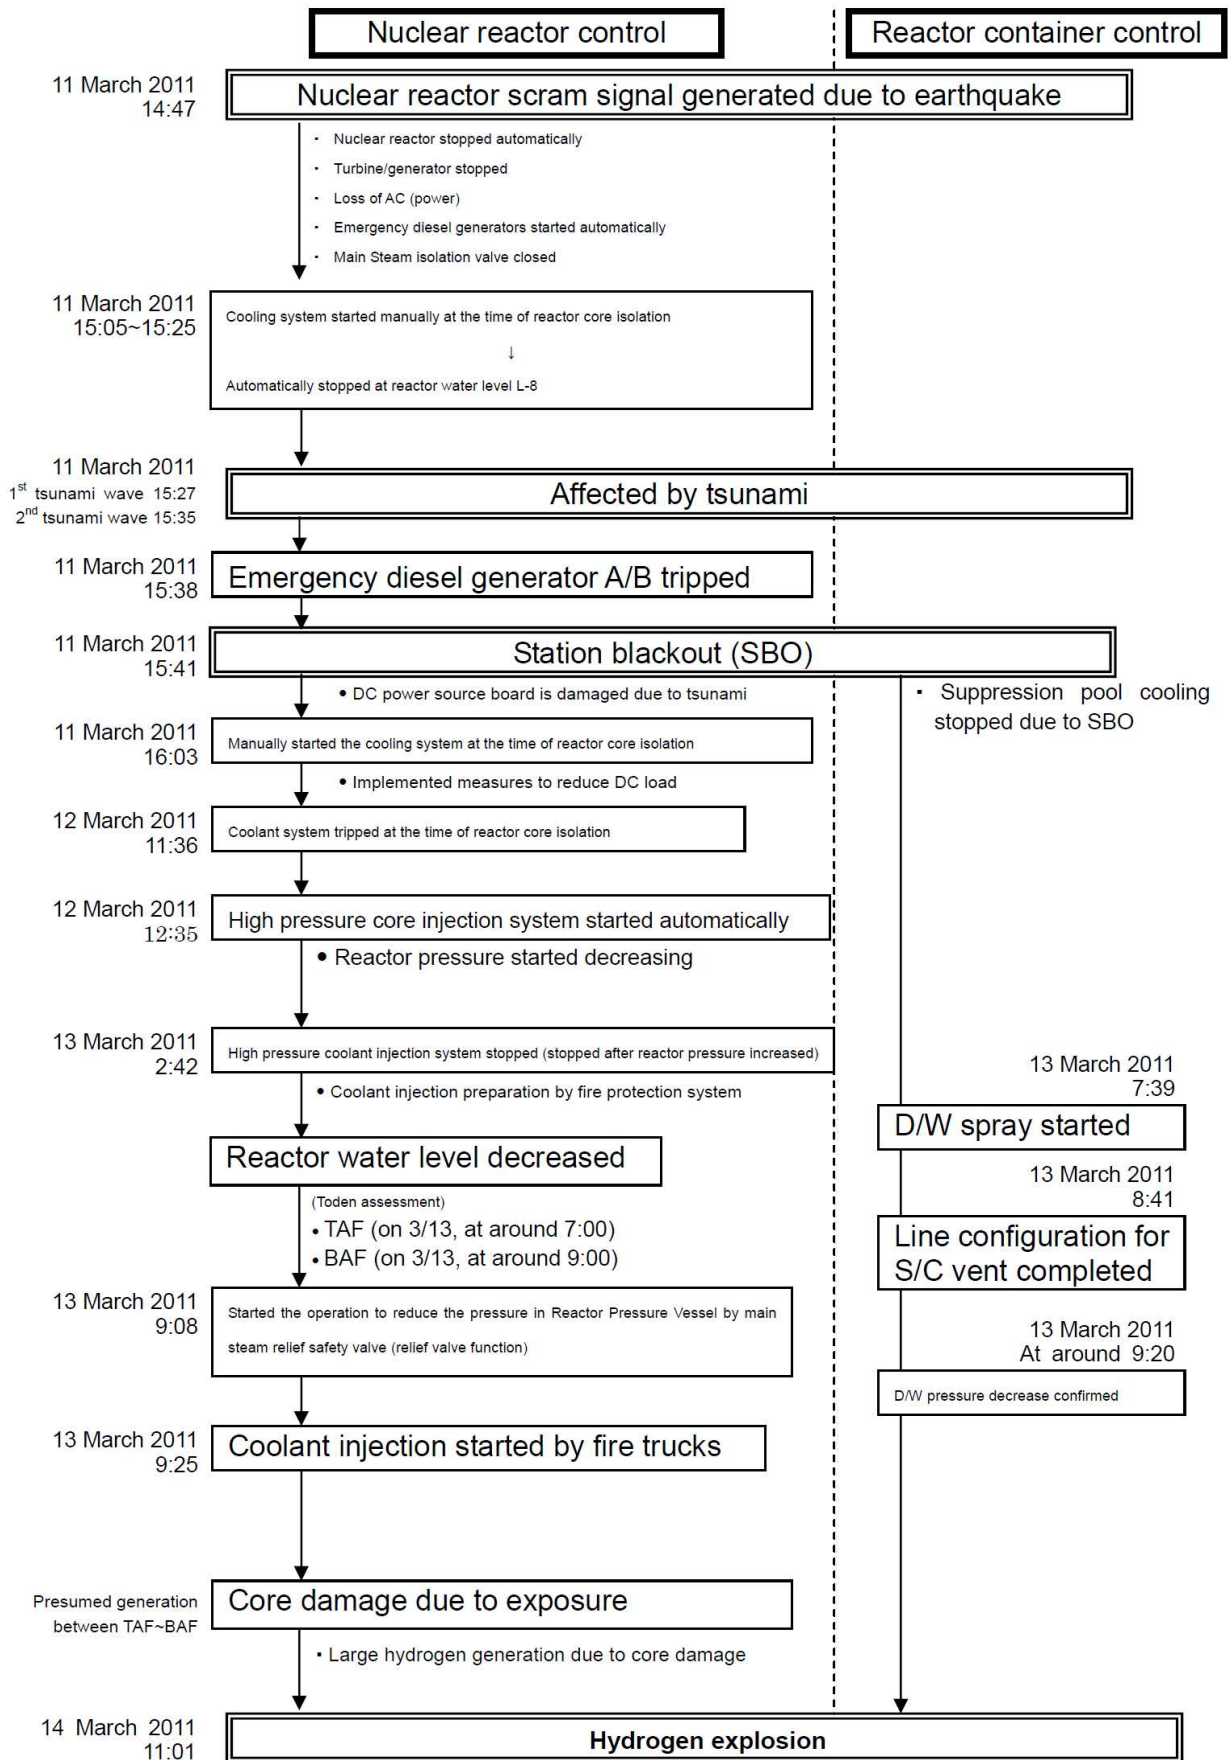 Nuclear reactor control
Reactor container control
11 March 2011
14:47
Nuclear reactor scram signal generated due to earthquake
▪ Nuclear reactor stopped automatically
▪ Turbine/generator stopped
▪ Loss of AC (power)
▪ Emergency diesel generators started automatically
▪ Main Steam isolation valve closed
11 March 2011
15:05~15:25
Cooling system started manually at the time of reactor core isolation
↓
Automatically stopped at reactor water level L-8
11 March 2011
1st tsunami wave 15:27
2nd tsunami wave 15:35
Affected by tsunami
11 March 2011
15:38
Emergency diesel generator A/B tripped
11 March 2011
15:41
Station blackout (SBO)
● DC power source board is damaged due to tsunami
▪ Suppression pool cooling
stopped due to SBO
11 March 2011
16:03
Manually started the cooling system at the time of reactor core isolation
● Implemented measures to reduce DC load
12 March 2011
11:36
Coolant system tripped at the time of reactor core isolation
12 March 2011
12:35
High pressure core injection system started automatically
● Reactor pressure started decreasing
13 March 2011
2:42
High pressure coolant injection system stopped (stopped after reactor pressure increased)
● Coolant injection preparation by fire protection system
13 March 2011
7:39
D/W spray started
Reactor water level decreased
(Toden assessment)
● TAF (on 3/13, at around 7:00)
● BAF (on 3/13, at around 9:00)
13 March 2011
8:41
Line configuration for
S/C vent completed
13 March 2011
9:08
Started the operation to reduce the pressure in Reactor Pressure Vessel by main
steam relief safety valve (relief valve function)
13 March 2011
At around 9:20
D/W pressure decrease confirmed
13 March 2011
9:25
Coolant injection started by fire trucks
Presumed generation
between TAF~BAF
Core damage due to exposure
▪ Large hydrogen generation due to core damage
14 March 2011
11:01
Hydrogen explosion